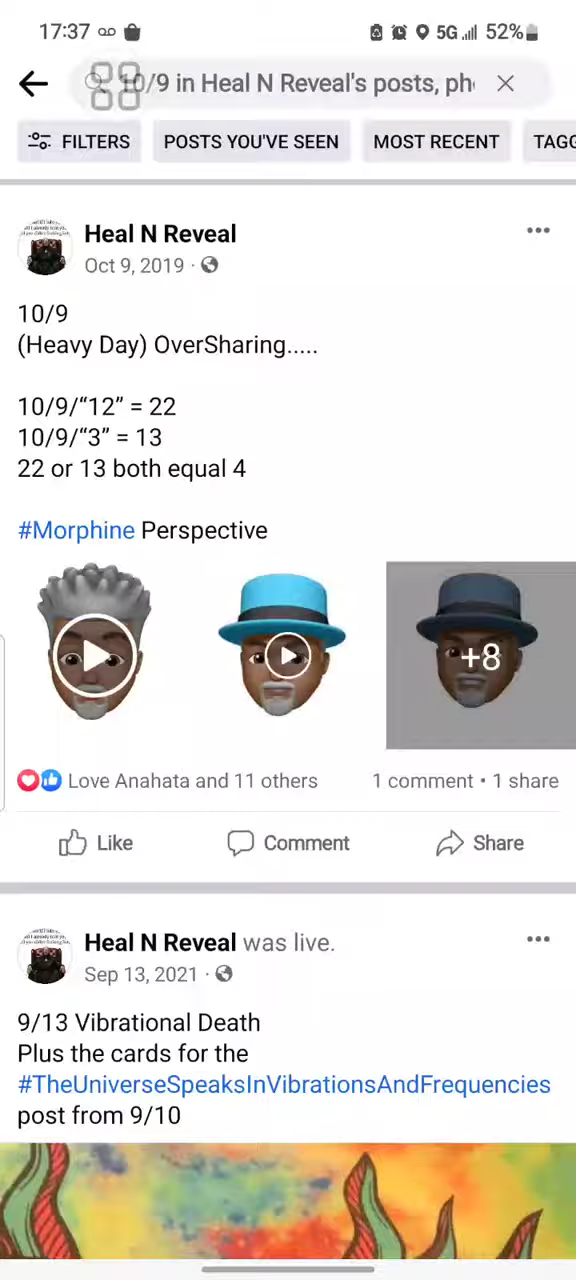 17:37 5G 52%
10/9 in Heal N Reveal's posts, ph
FILTERS POSTS YOU'VE SEEN MOST RECENT TAGG
Heal N Reveal
Oct 9, 2019 ·
10/9
(Heavy Day) OverSharing.....
10/9/“12” = 22
10/9/“3” = 13
22 or 13 both equal 4
#Morphine Perspective
+8
Love Anahata and 11 others 1 comment • 1 share
Like Comment Share
Heal N Reveal was live.
Sep 13, 2021 ·
9/13 Vibrational Death
Plus the cards for the
#TheUniverseSpeaksInVibrationsAndFrequencies
post from 9/10